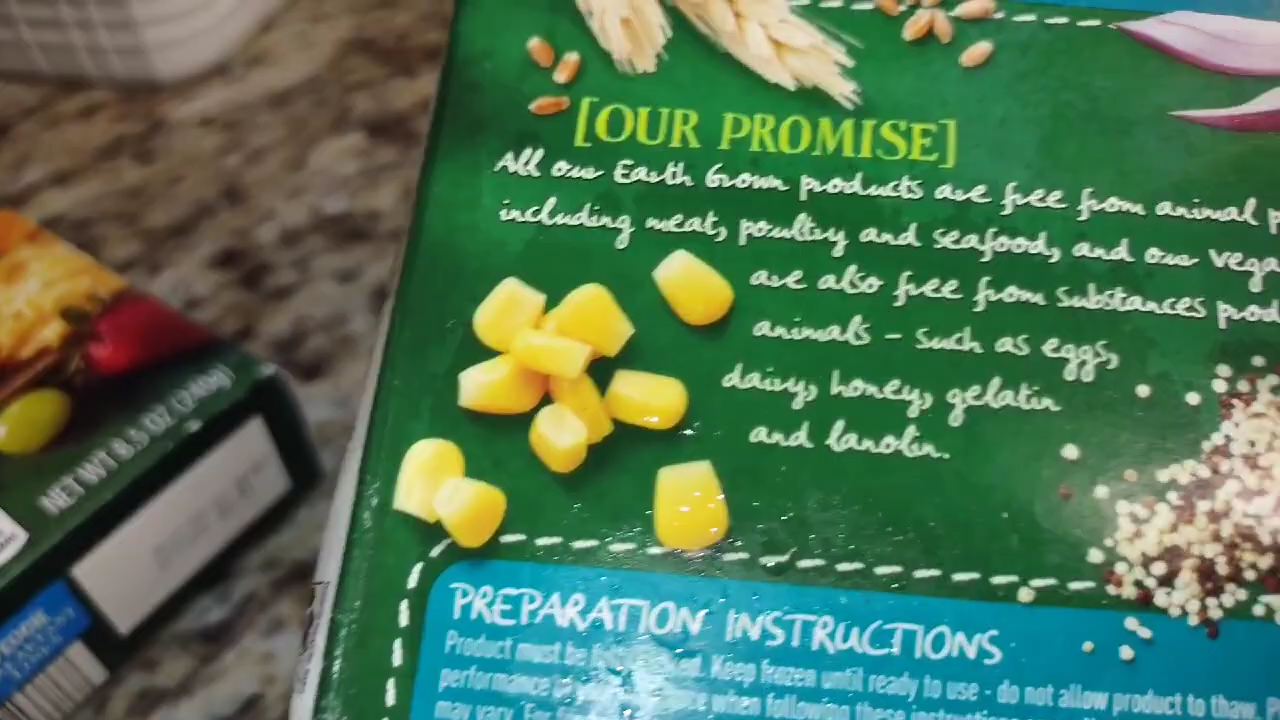 [OUR PROMISE]
All our Earth Grown products are free from animal
including meat, poultry and seafood, and our
are also free from substances
animals - such as eggs,
dairy, honey, gelatin
and lanolin.
PREPARATION INSTRUCTIONS
Product must be Keep frozen until ready to use - do not allow product to thaw.
performance when following these instructions
may vary.
NET WT 8.5 OZ (240g)